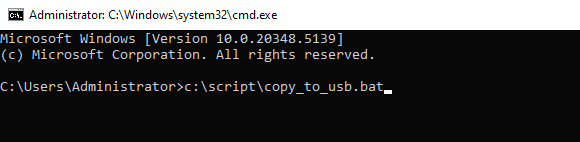 Administrator: C:\Windows\system32\cmd.exe
Microsoft Windows [Version 10.0.20348.5139]
(c) Microsoft Corporation. All rights reserved.
C:\Users\Administrator>c:\script\copy_to_usb.bat